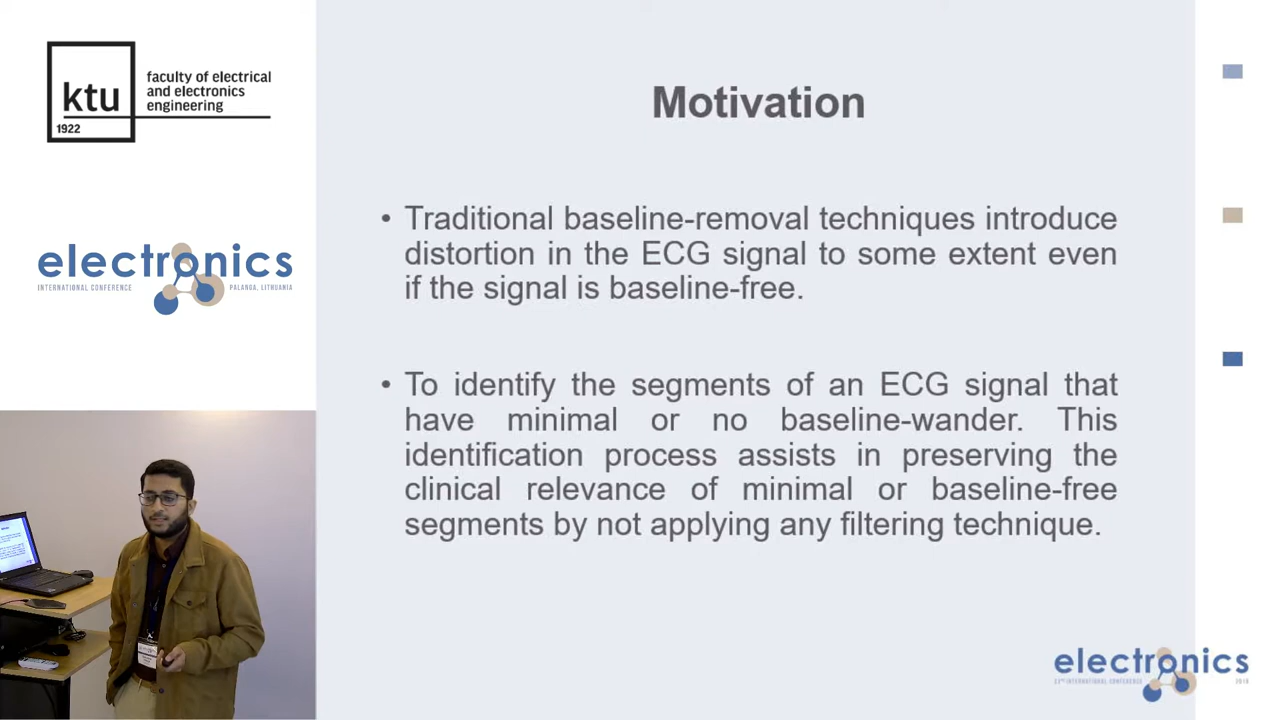 ktu
1922
faculty of electrical
and electronics
engineering
electronics
INTERNATIONAL CONFERENCE
PALANGA, LITHUANIA
Motivation
• Traditional baseline-removal techniques introduce
distortion in the ECG signal to some extent even
if the signal is baseline-free.
• To identify the segments of an ECG signal that
have minimal or no baseline-wander. This
identification process assists in preserving the
clinical relevance of minimal or baseline-free
segments by not applying any filtering technique.
electronics
INTERNATIONAL CONFERENCE